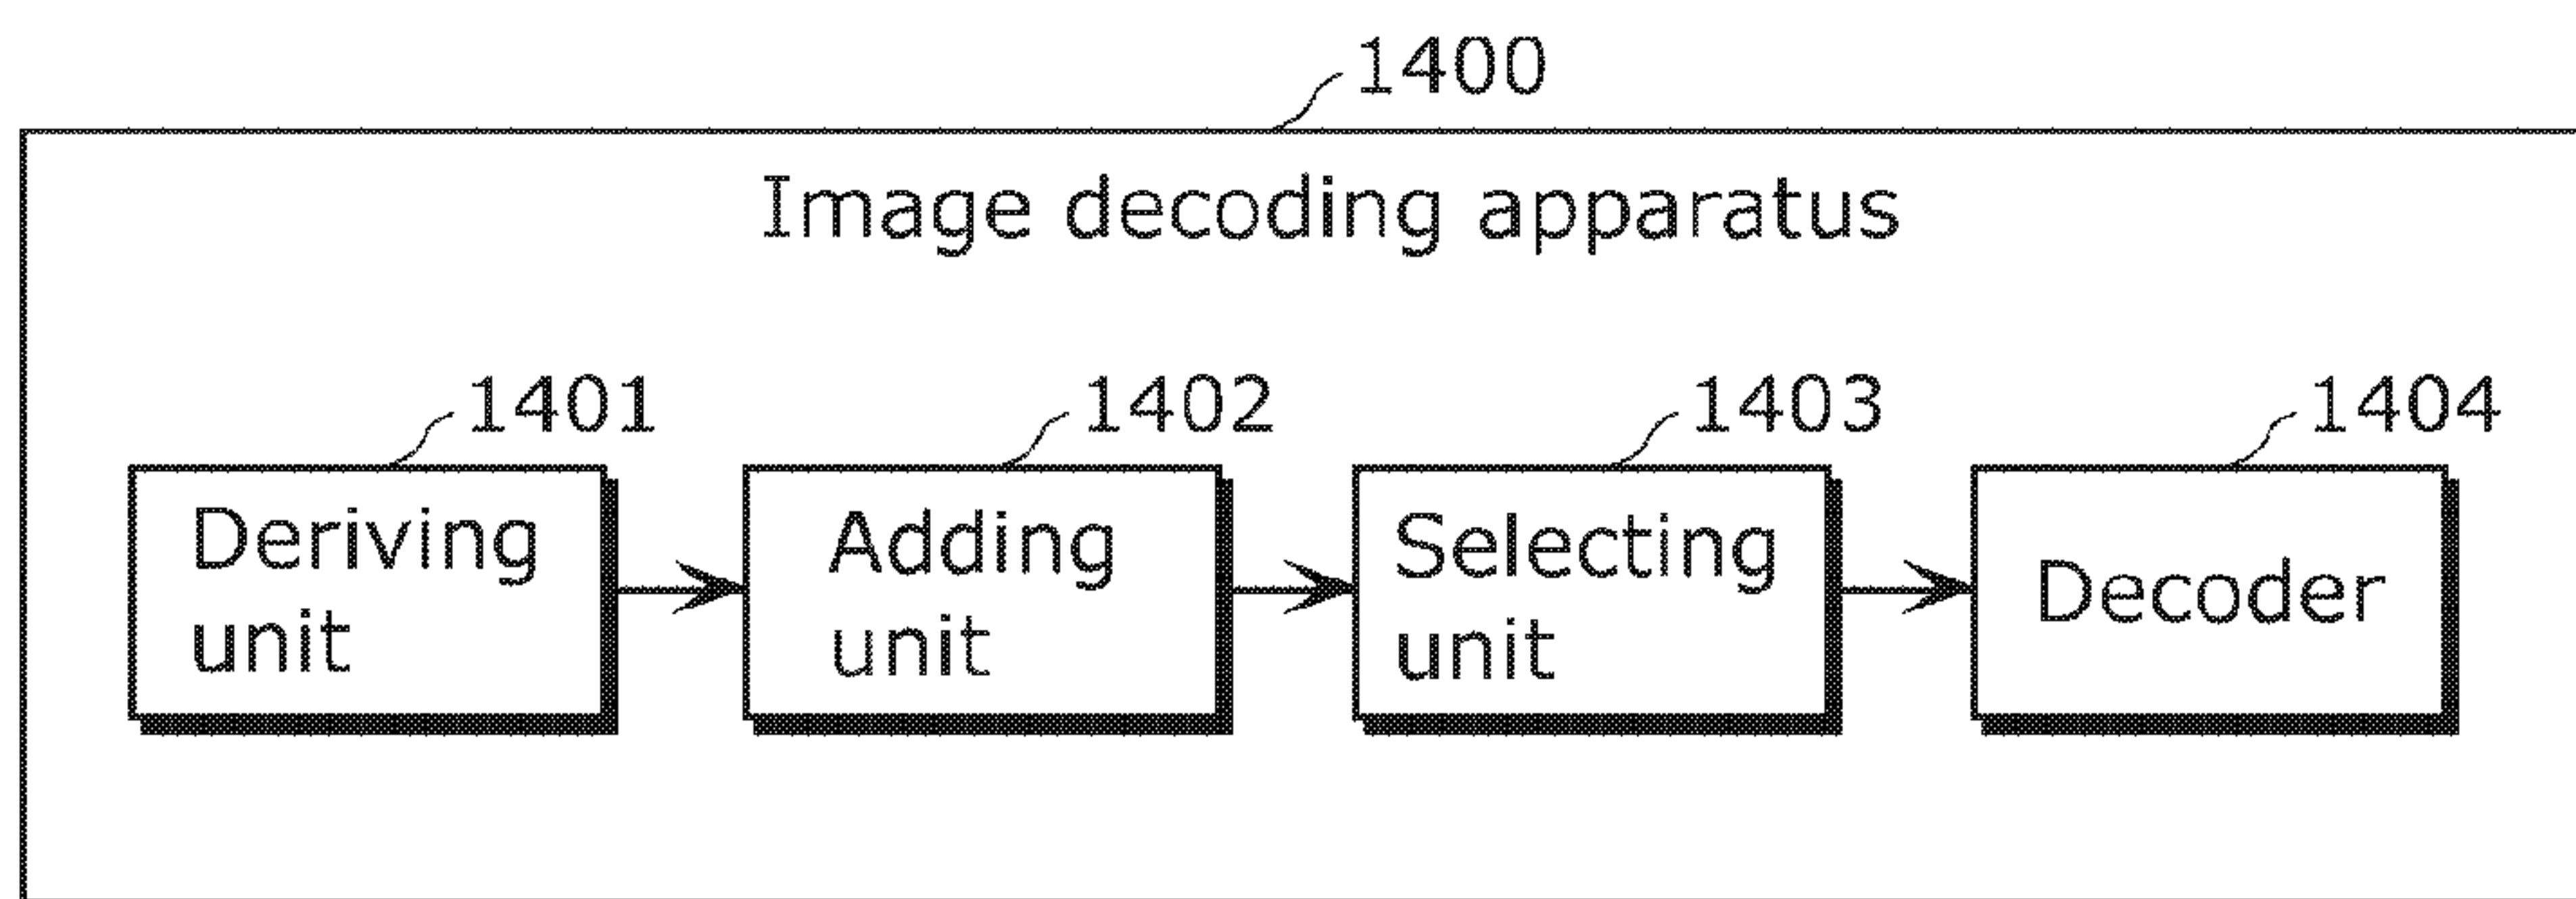 1400
Image decoding apparatus
1401
1402
1403
1404
Deriving
unit
Adding
unit
Selecting
unit
Decoder